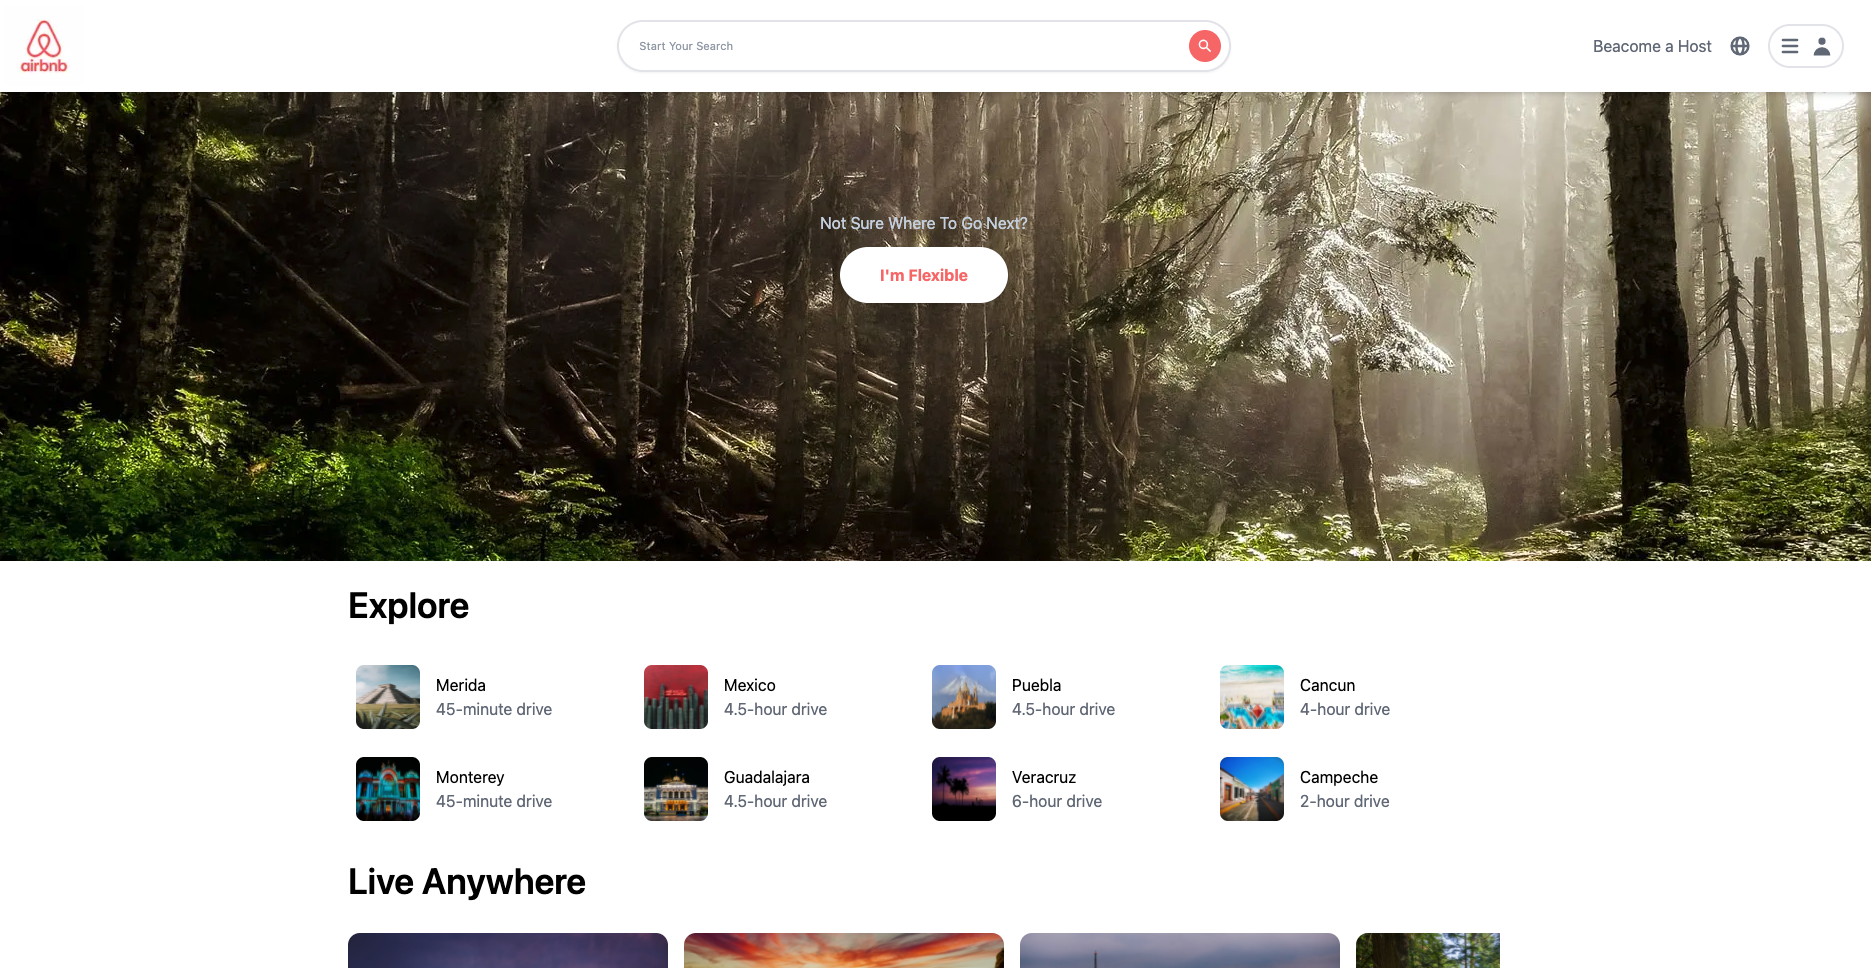 airbnb
Start Your Search
Beacome a Host
Not Sure Where To Go Next?
I'm Flexible
Explore
Merida
45-minute drive
Mexico
4.5-hour drive
Puebla
4.5-hour drive
Cancun
4-hour drive
Monterey
45-minute drive
Guadalajara
4.5-hour drive
Veracruz
6-hour drive
Campeche
2-hour drive
Live Anywhere